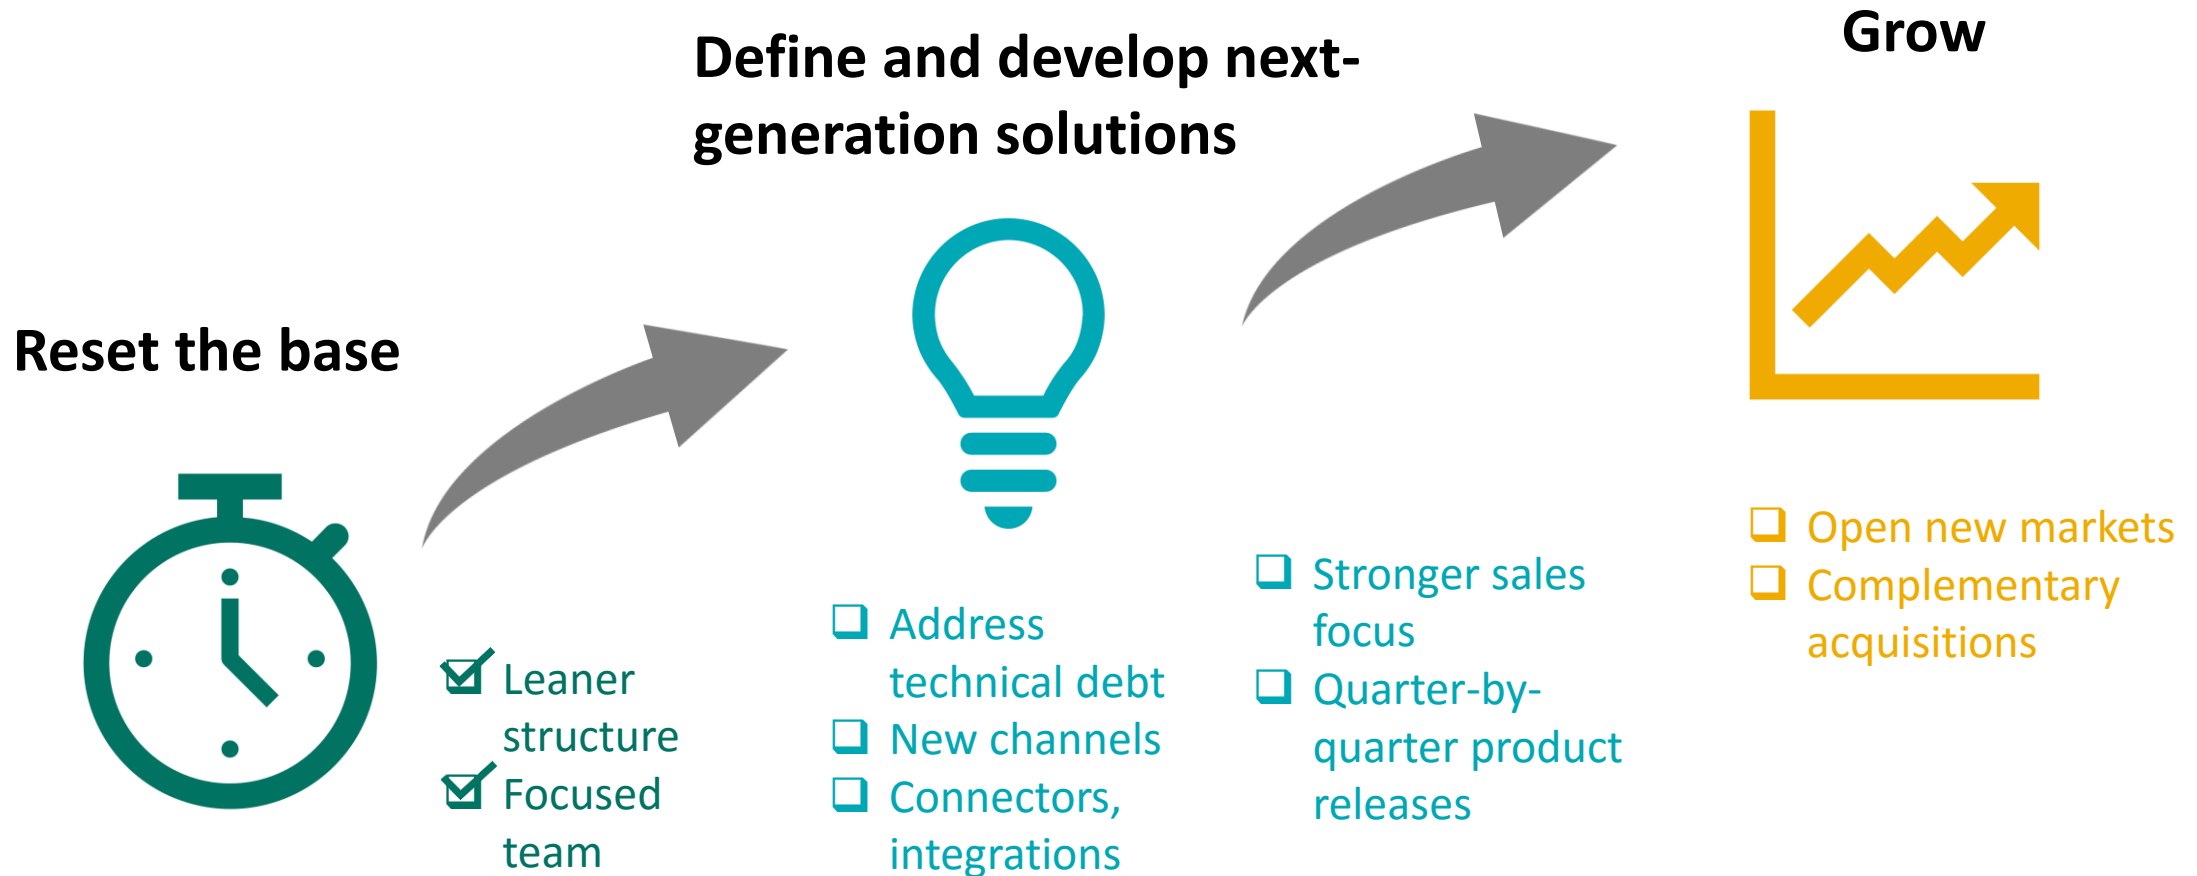 Reset the base
Leaner
structure
Focused
team
Define and develop next-
generation solutions
Address
technical debt
New channels
Connectors,
integrations
Stronger sales
focus
Quarter-by-
quarter product
releases
Grow
Open new markets
Complementary
acquisitions